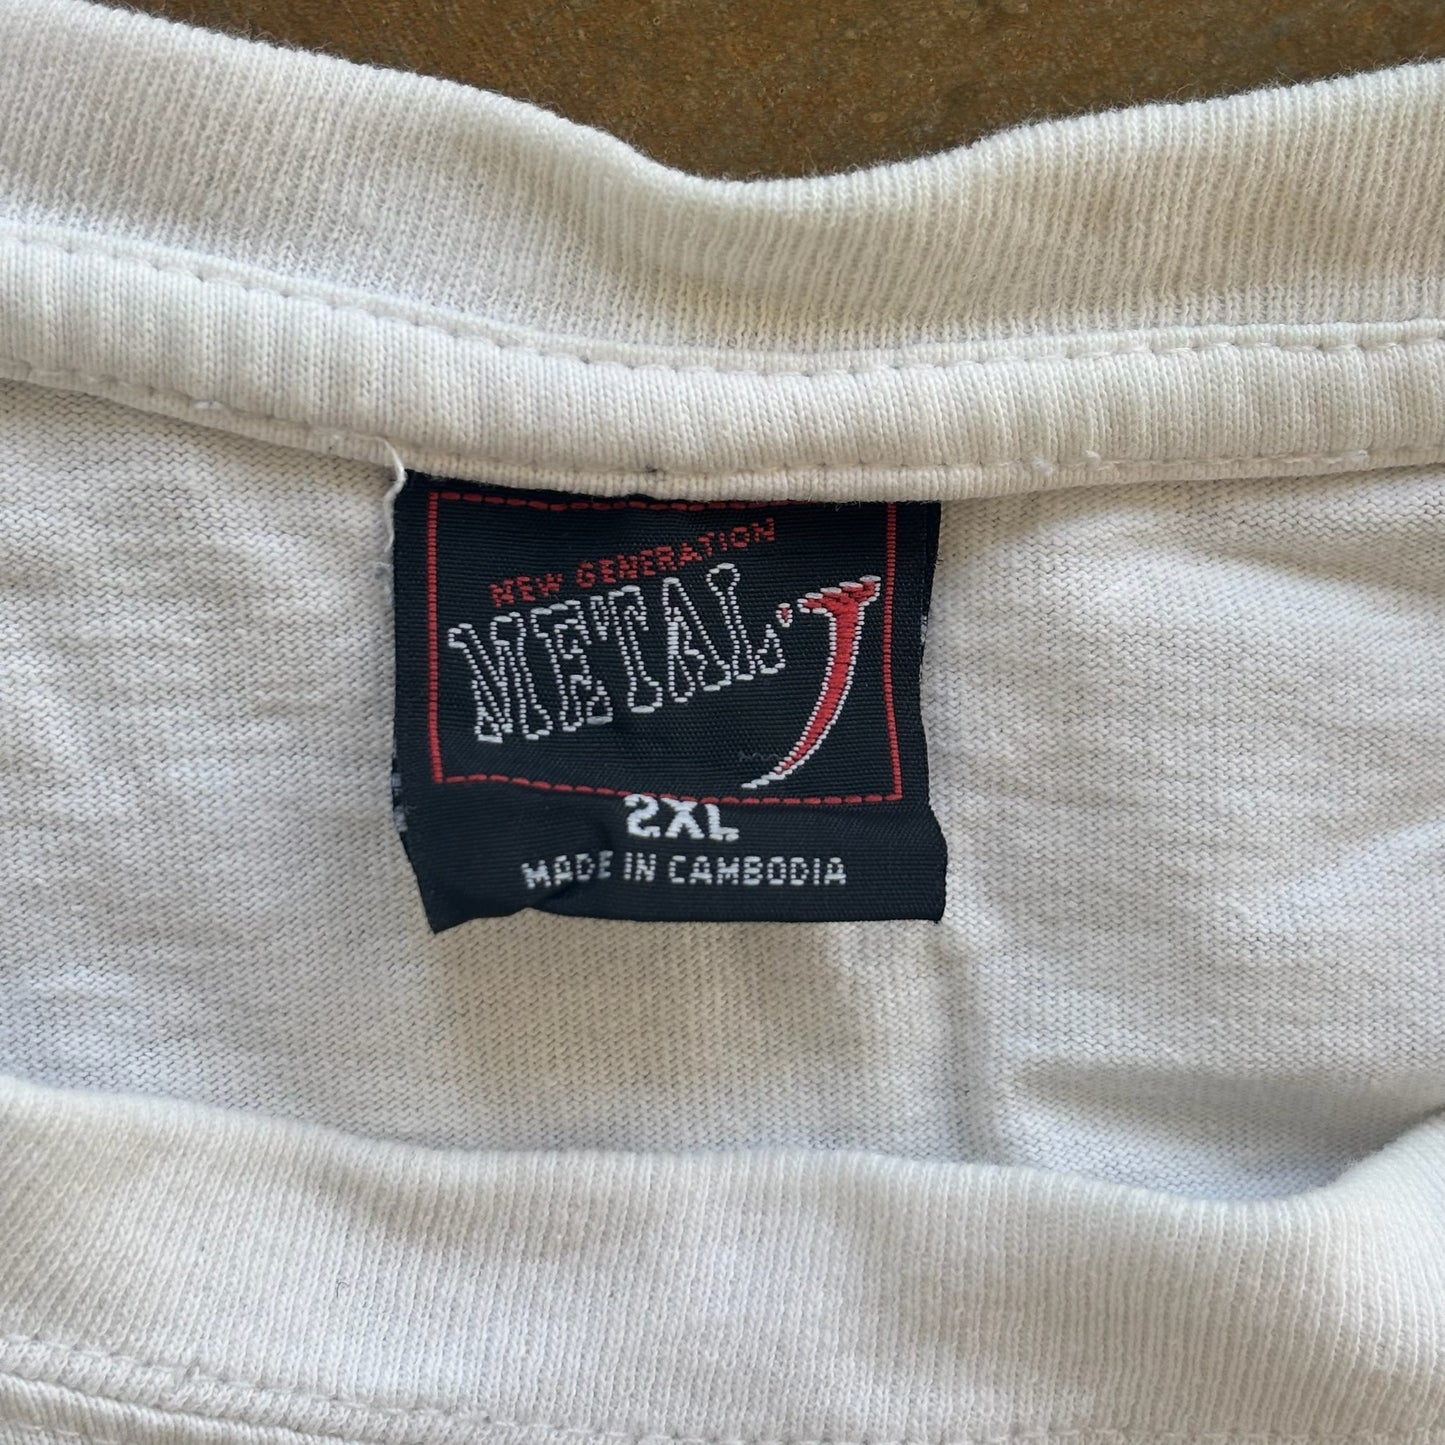 NEW GENERATION
METAL·J
2XL
MADE IN CAMBODIA